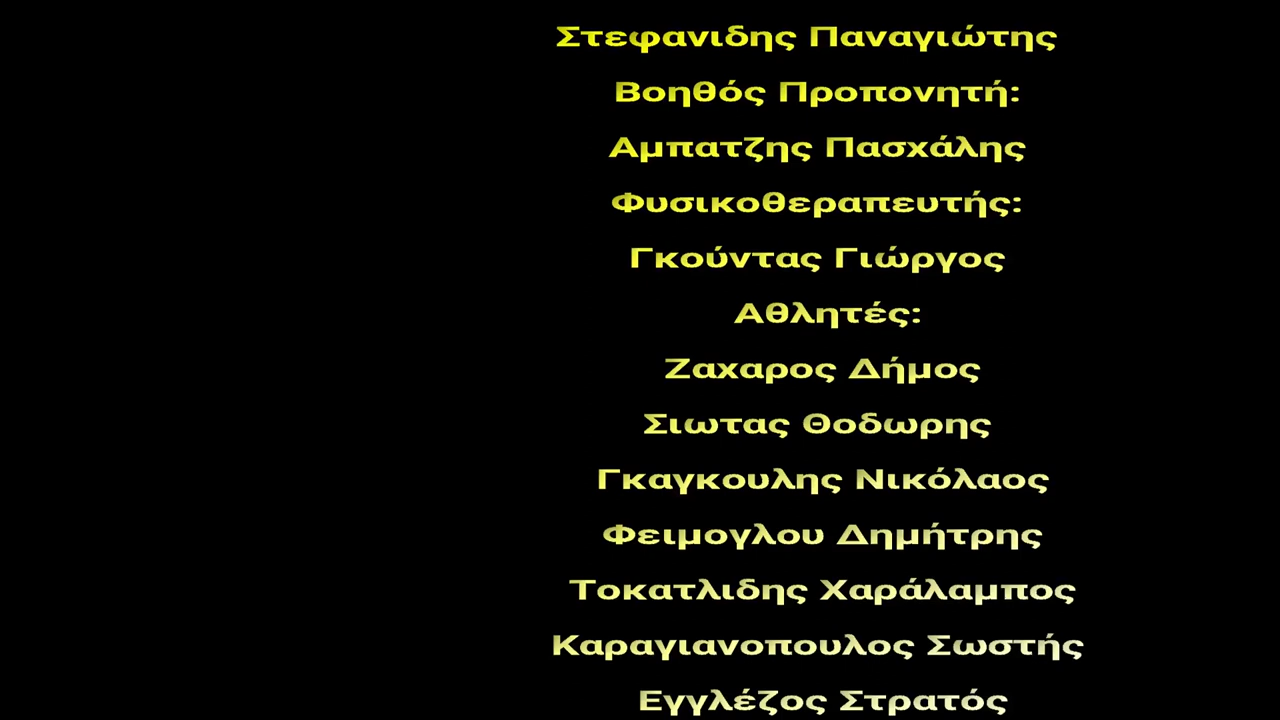 Στεφανιδης Παναγιώτης
Βοηθός Προπονητή:
Αμπατζης Πασχάλης
Φυσικοθεραπευτής:
Γκούντας Γιώργος
Αθλητές:
Ζαχαρος Δήμος
Σιωτας Θοδωρης
Γκαγκουλης Νικόλαος
Φειμογλου Δημήτρης
Τοκατλιδης Χαράλαμπος
Καραγιανοπουλος Σωστής
Εγγλέζος Στρατός